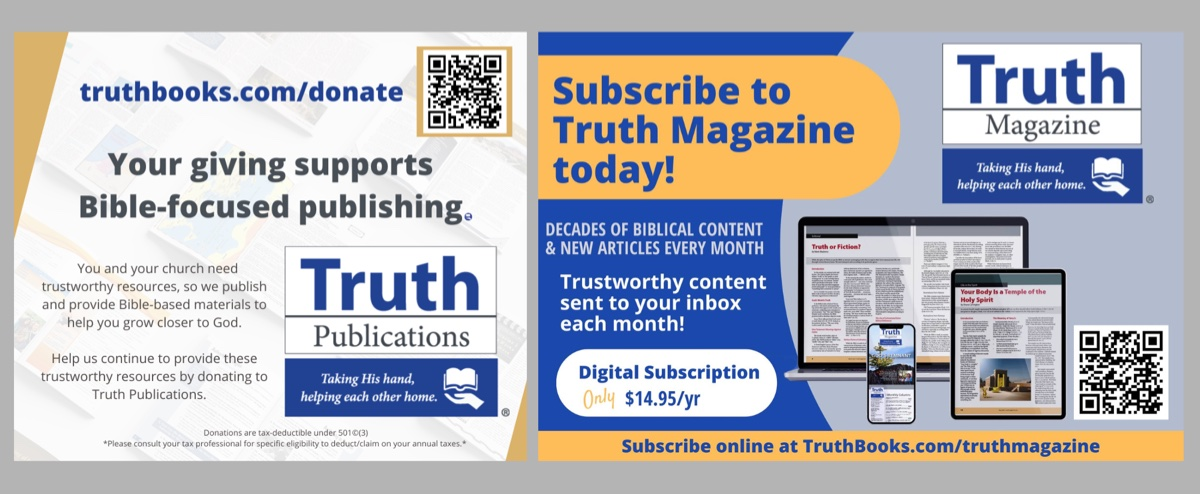 truthbooks.com/donate
Your giving supports
Bible-focused publishing.
You and your church need
trustworthy resources, so we publish
and provide Bible-based materials to
help you grow closer to God.
Help us continue to provide these
trustworthy resources by donating to
Truth Publications.
Truth
Publications
Taking His hand,
helping each other home.
®
Donations are tax-deductible under 501©(3)
*Please consult your tax professional for specific eligibility to deduct/claim on your annual taxes.*
Subscribe to
Truth Magazine
today!
Truth
Magazine
Taking His hand,
helping each other home.
®
DECADES OF BIBLICAL CONTENT
& NEW ARTICLES EVERY MONTH
Trustworthy content
sent to your inbox
each month!
Digital Subscription
Only $14.95/yr
Truth or Fiction?
Your Body Is a Temple of the
Holy Spirit
Truth
Subscribe online at TruthBooks.com/truthmagazine